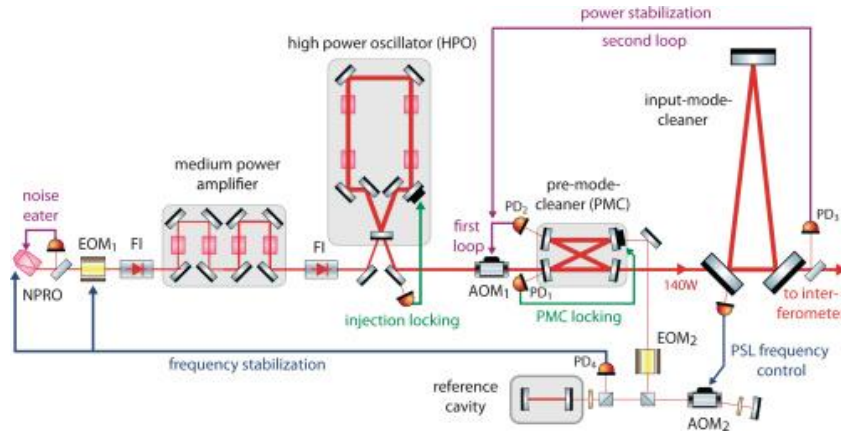 power stabilization
second loop
high power oscillator (HPO)
input-mode-
cleaner
medium power
amplifier
pre-mode-
cleaner (PMC)
noise
eater
EOM1
FI
FI
PD2
first
loop
PD3
NPRO
AOM1
PD1
140W
to inter-
ferometer
injection locking
PMC locking
EOM2
frequency stabilization
PD4
PSL frequency
control
reference
cavity
AOM2